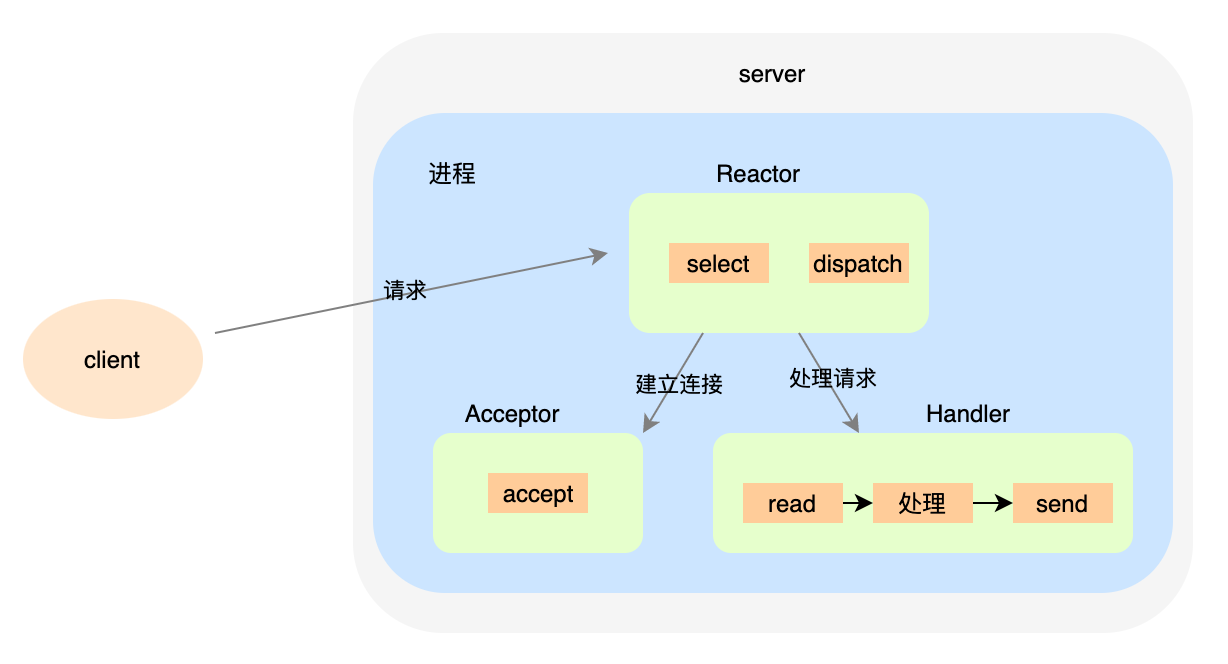 server
进程
Reactor
select
dispatch
请求
client
建立连接
处理请求
Acceptor
Handler
accept
read
处理
send